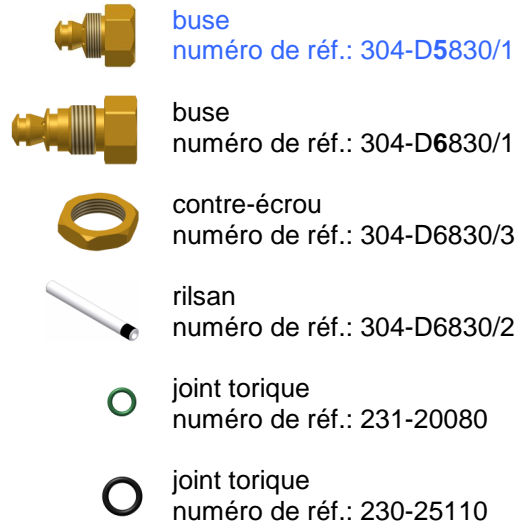 buse
numéro de réf.: 304-D5830/1
buse
numéro de réf.: 304-D6830/1
contre-écrou
numéro de réf.: 304-D6830/3
rilsan
numéro de réf.: 304-D6830/2
joint torique
numéro de réf.: 231-20080
joint torique
numéro de réf.: 230-25110